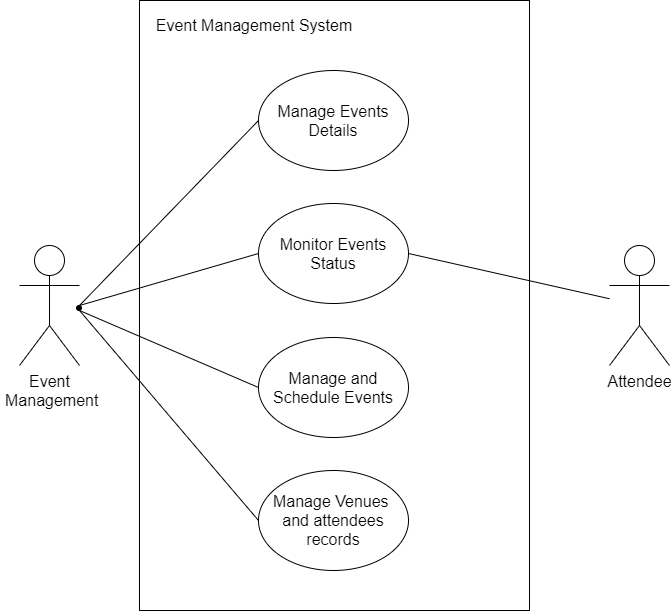 Event Management System
Manage Events
Details
Monitor Events
Status
Manage and
Schedule Events
Manage Venues
and attendees
records
Event
Management
Attendee